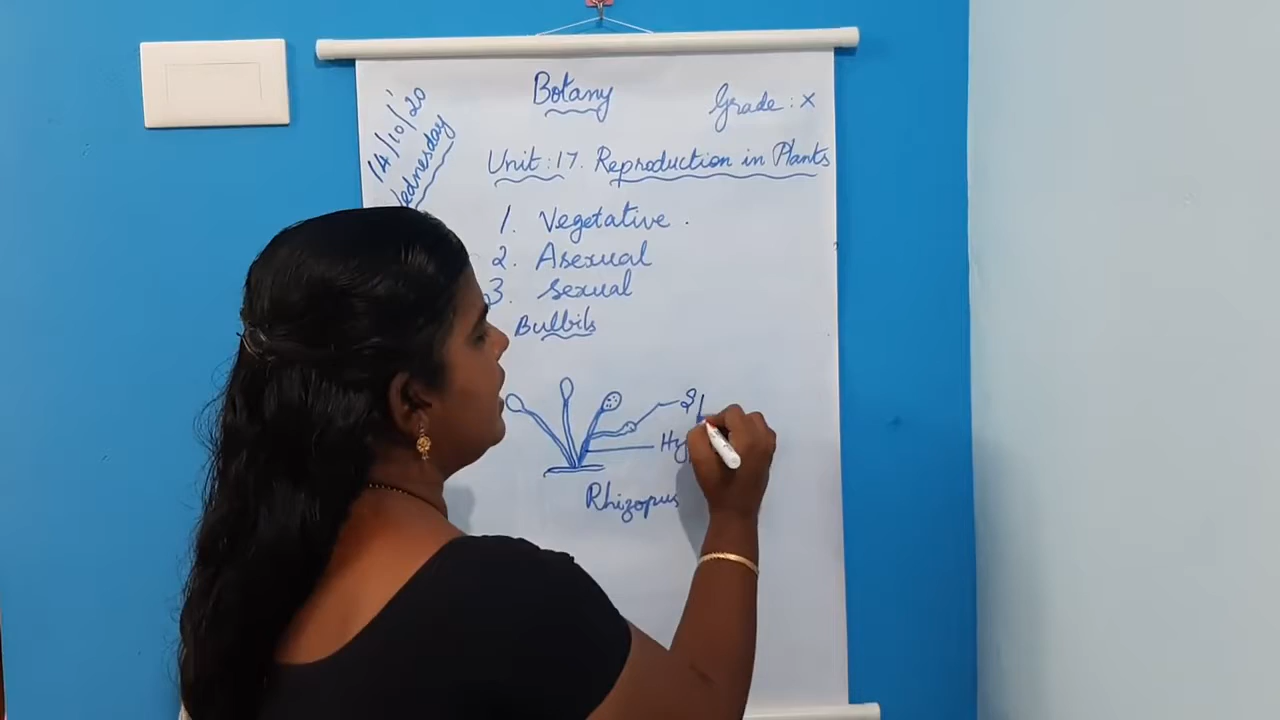 14/10/20
Wednesday
Botany
Grade : X
Unit : 17. Reproduction in Plants
1. Vegetative .
2. Asexual
3. Sexual
Bulbils
Rhizopus